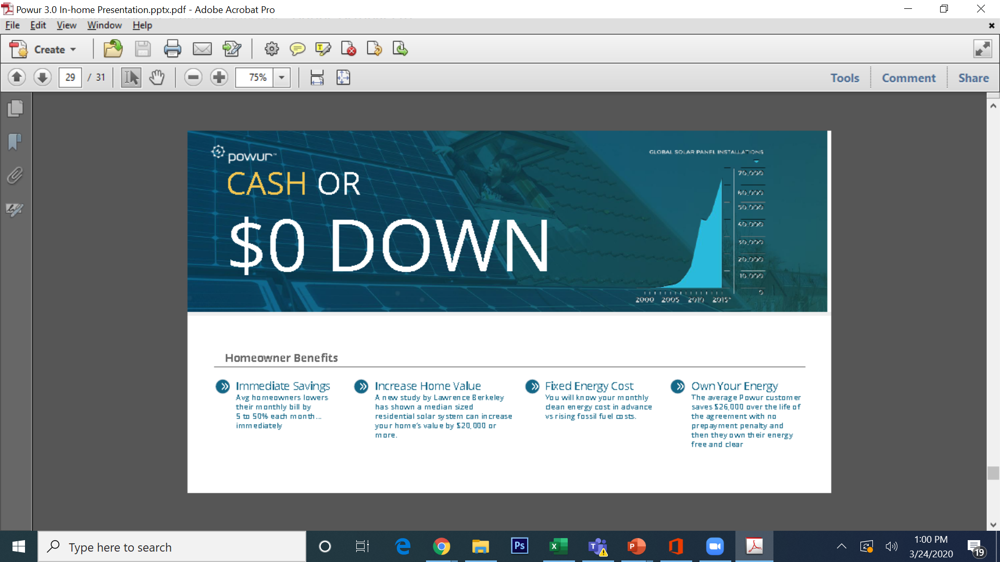 Powur 3.0 In-home Presentation.pptx.pdf - Adobe Acrobat Pro
File Edit View Window Help
Create
29 / 31 75% Tools Comment Share
powur™
CASH OR
$0 DOWN
GLOBAL SOLAR PANEL INSTALLATIONS
70,000
60,000
50,000
40,000
30,000
20,000
10,000
0
2000 2005 2010 2015*
Homeowner Benefits
Immediate Savings
Avg homeowners lowers
their monthly bill by
5 to 50% each month...
immediately
Increase Home Value
A new study by Lawrence Berkeley
has shown a median sized
residential solar system can increase
your home's value by $20,000 or
more.
Fixed Energy Cost
You will know your monthly
clean energy cost in advance
vs rising fossil fuel costs.
Own Your Energy
The average Powur customer
saves $26,000 over the life of
the agreement with no
prepayment penalty and
then they own their energy
free and clear
Type here to search
Ps
1:00 PM
3/24/2020
19